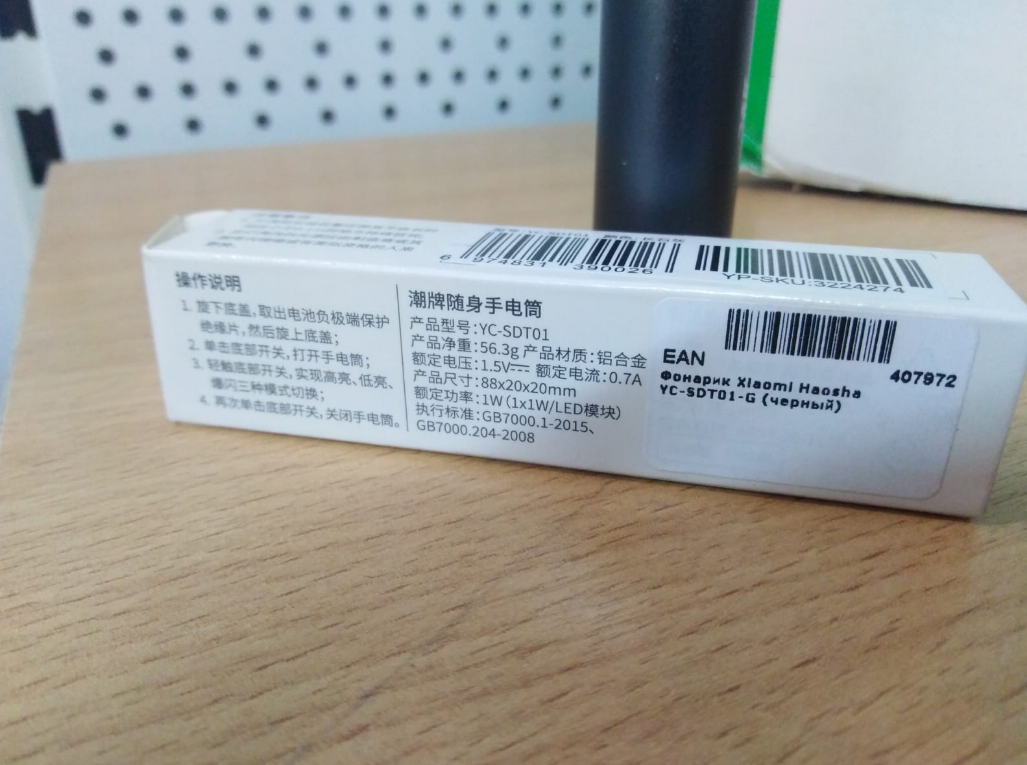 6 974831 390026
YP-SKU:3224274
操作说明
1. 旋下底盖,取出电池负极端保护
绝缘片,然后旋上底盖;
2. 单击底部开关,打开手电筒;
3. 轻触底部开关,实现高亮、低亮、
爆闪三种模式切换;
4. 再次单击底部开关,关闭手电筒。
潮牌随身手电筒
产品型号:YC-SDT01
产品净重:56.3g 产品材质:铝合金
额定电压:1.5V⎓ 额定电流:0.7A
产品尺寸:88x20x20mm
额定功率:1W(1x1W/LED模块)
执行标准:GB7000.1-2015、
GB7000.204-2008
EAN
407972
Фонарик Xiaomi Haosha
YC-SDT01-G (черный)